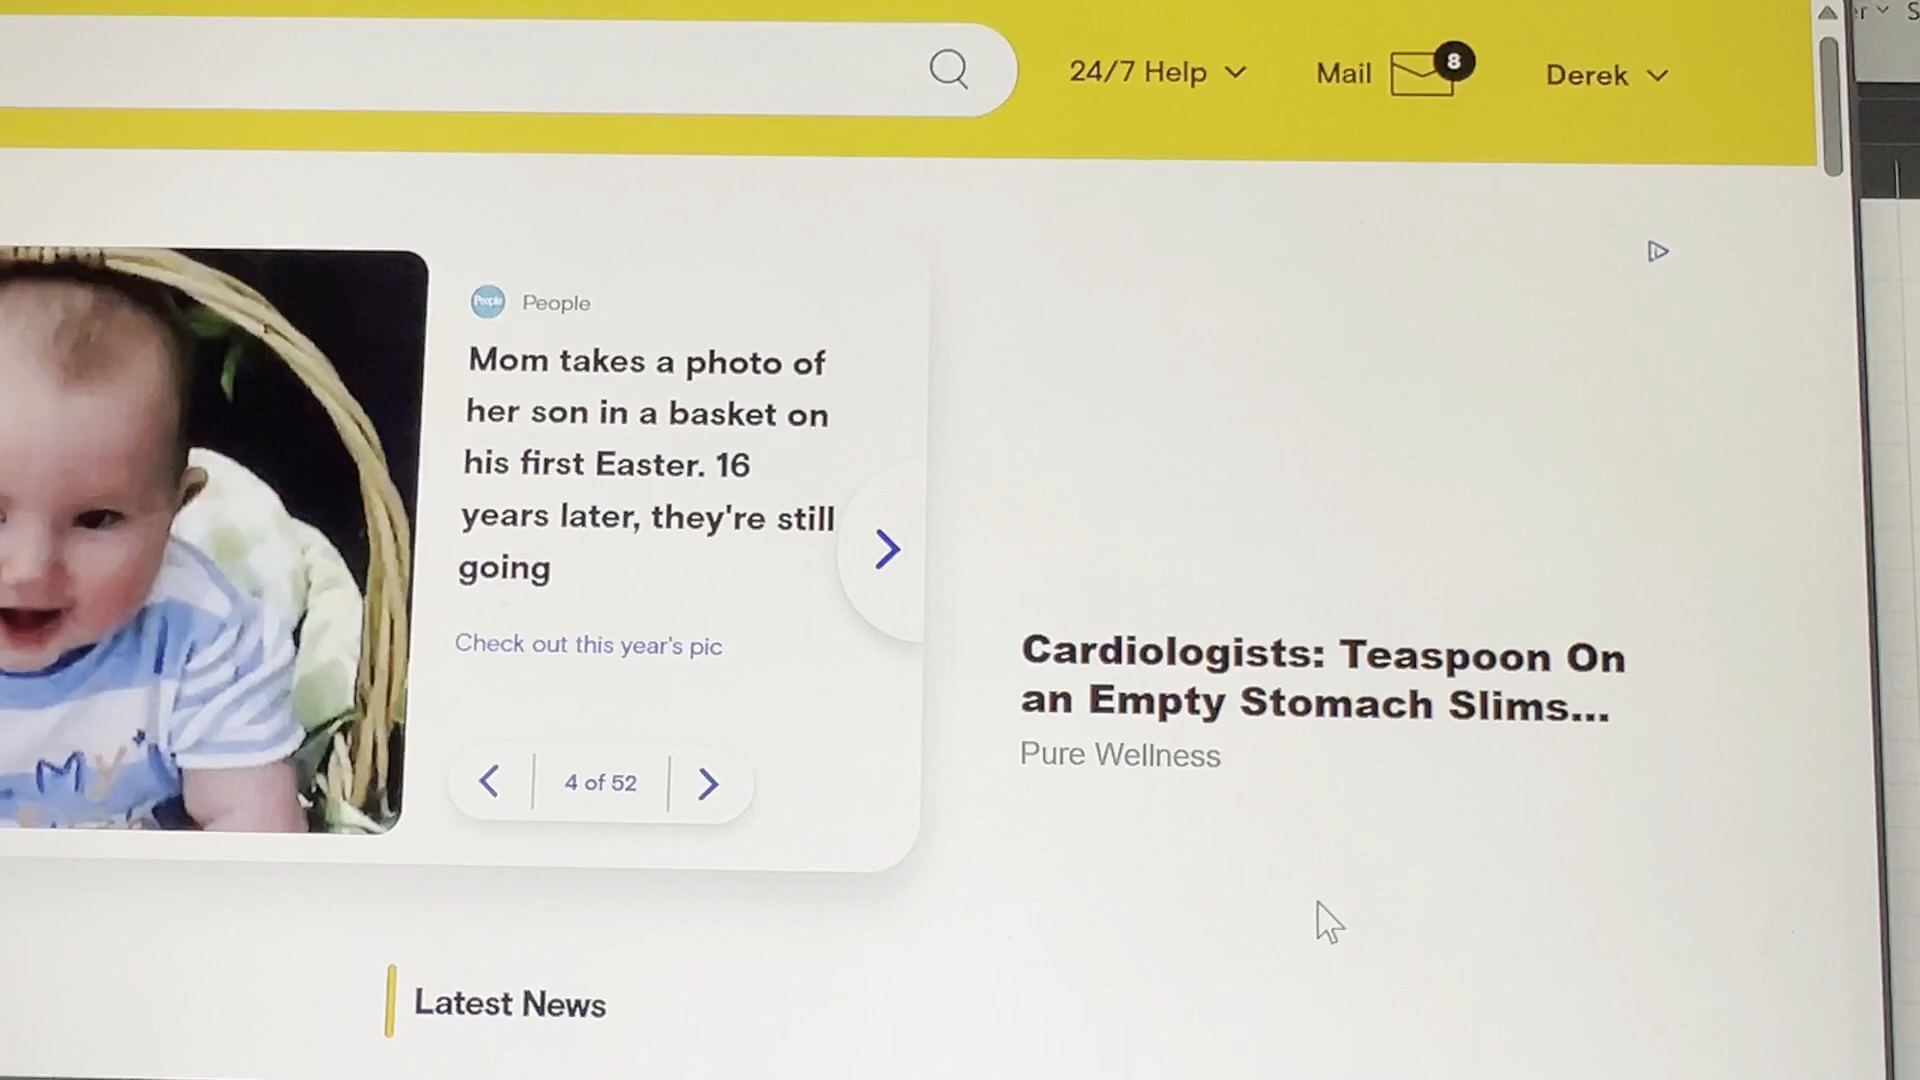 24/7 Help
Mail
8
Derek
People
People
Mom takes a photo of
her son in a basket on
his first Easter. 16
years later, they're still
going
Check out this year's pic
4 of 52
Cardiologists: Teaspoon On
an Empty Stomach Slims...
Pure Wellness
Latest News
My